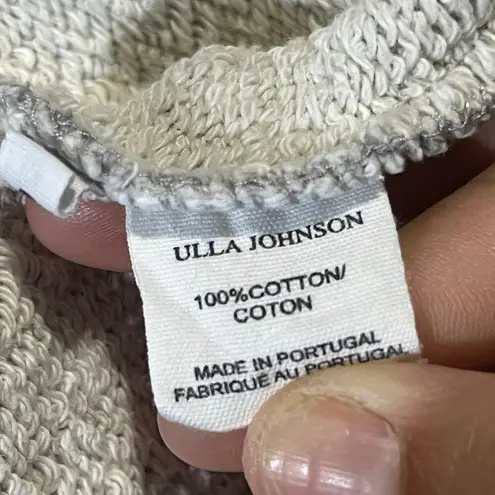 ULLA JOHNSON
100%COTTON/
COTON
MADE IN PORTUGAL
FABRIQUE AU PORTUGAL